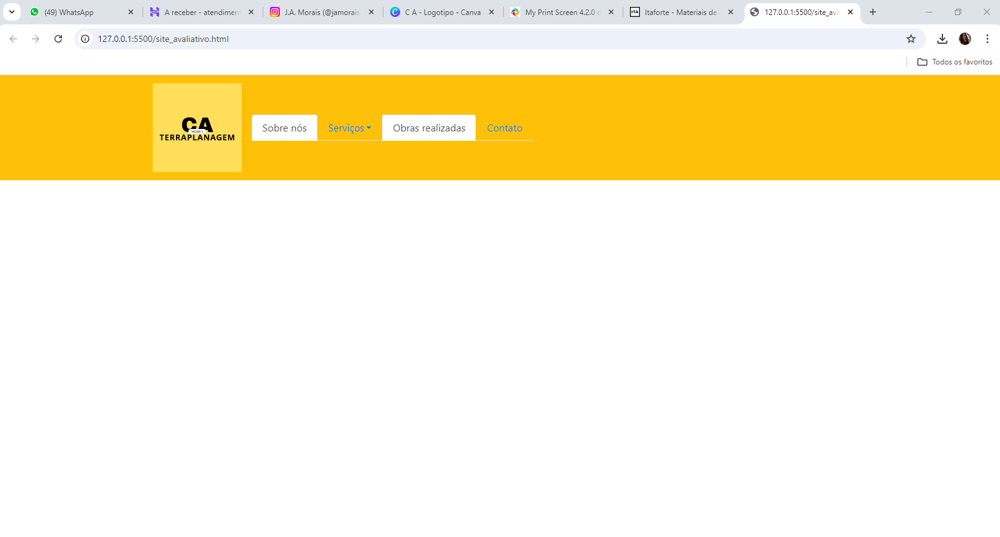 (49) WhatsApp
A receber - atendimen
J.A. Morais (@jamorais
C A - Logotipo - Canva
My Print Screen 4.2.0 d
Itaforte - Materiais de
127.0.0.1:5500/site_ava
127.0.0.1:5500/site_avaliativo.html
Todos os favoritos
CA
MORAIS
TERRAPLANAGEM
Sobre nós
Serviços
Obras realizadas
Contato
ITA